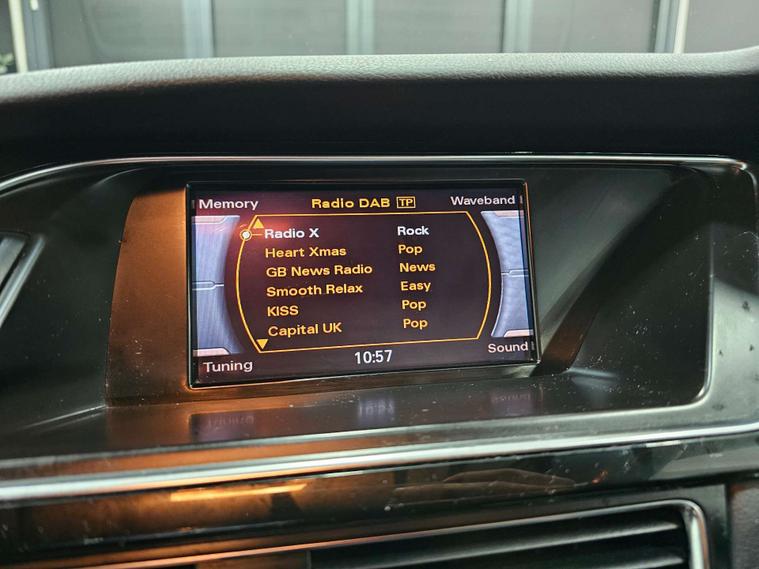 Memory Radio DAB TP Waveband
Radio X Rock
Heart Xmas Pop
GB News Radio News
Smooth Relax Easy
KISS Pop
Capital UK Pop
Tuning 10:57 Sound